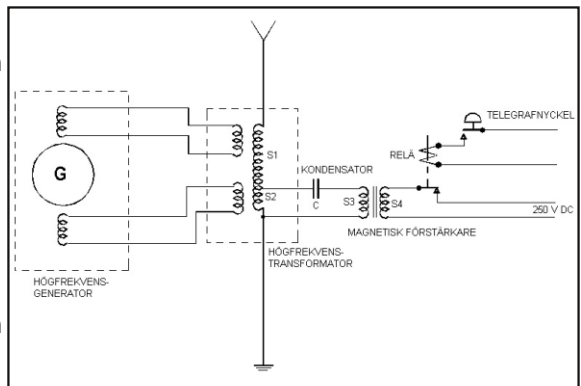 TELEGRAFNYCKEL
RELÄ
KONDENSATOR
G
S1
S2
C
S3
S4
250 V DC
MAGNETISK FÖRSTÄRKARE
HÖGFREKVENS-
TRANSFORMATOR
HÖGFREKVENS-
GENERATOR